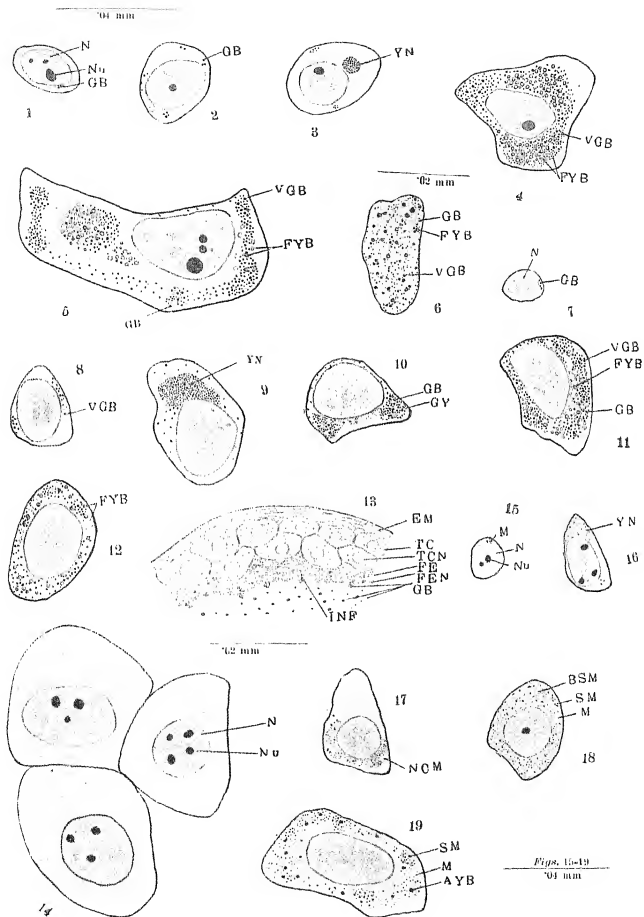 '04 mm
N
Nu
GB
1
GB
2
YN
3
VGB
FYB
4
VGB
FYB
GB
5
'02 mm
GB
FYB
VGB
6
N
GB
7
8
VGB
YN
9
10
GB
GY
VGB
FYB
GB
11
FYB
12
13
EM
TC
TCN
FE
FEN
GB
INF
15
M
N
Nu
YN
16
'02 mm
N
Nu
14
17
NCM
BSM
SM
M
18
19
SM
M
AYB
Figs. 15-19
'04 mm